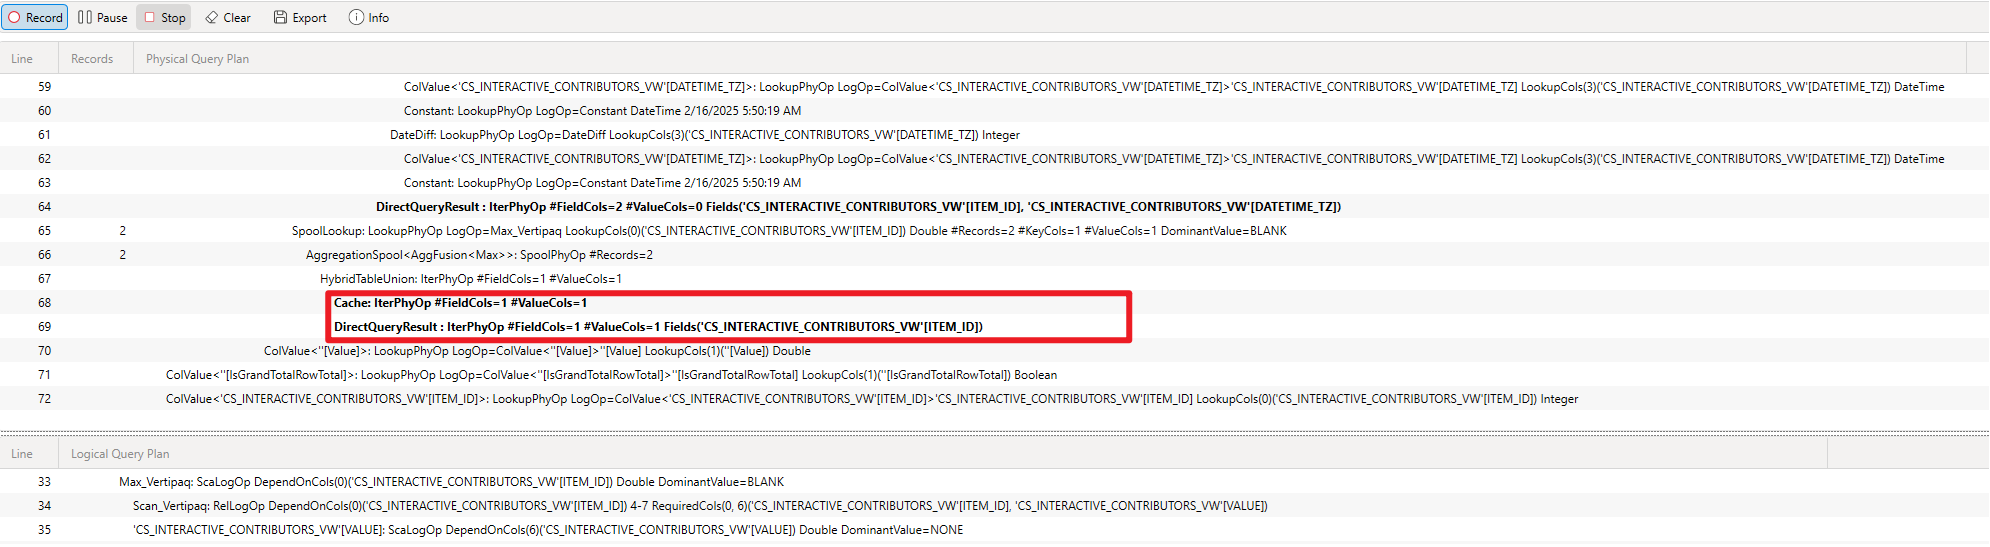 Record Pause Stop Clear Export Info
Line Records Physical Query Plan
59 ColValue<'CS_INTERACTIVE_CONTRIBUTORS_VW'[DATETIME_TZ]>: LookupPhyOp LogOp=ColValue<'CS_INTERACTIVE_CONTRIBUTORS_VW'[DATETIME_TZ]>'CS_INTERACTIVE_CONTRIBUTORS_VW'[DATETIME_TZ] LookupCols(3)('CS_INTERACTIVE_CONTRIBUTORS_VW'[DATETIME_TZ]) DateTime
60 Constant: LookupPhyOp LogOp=Constant DateTime 2/16/2025 5:50:19 AM
61 DateDiff: LookupPhyOp LogOp=DateDiff LookupCols(3)('CS_INTERACTIVE_CONTRIBUTORS_VW'[DATETIME_TZ]) Integer
62 ColValue<'CS_INTERACTIVE_CONTRIBUTORS_VW'[DATETIME_TZ]>: LookupPhyOp LogOp=ColValue<'CS_INTERACTIVE_CONTRIBUTORS_VW'[DATETIME_TZ]>'CS_INTERACTIVE_CONTRIBUTORS_VW'[DATETIME_TZ] LookupCols(3)('CS_INTERACTIVE_CONTRIBUTORS_VW'[DATETIME_TZ]) DateTime
63 Constant: LookupPhyOp LogOp=Constant DateTime 2/16/2025 5:50:19 AM
64 DirectQueryResult : IterPhyOp #FieldCols=2 #ValueCols=0 Fields('CS_INTERACTIVE_CONTRIBUTORS_VW'[ITEM_ID], 'CS_INTERACTIVE_CONTRIBUTORS_VW'[DATETIME_TZ])
65 2 SpoolLookup: LookupPhyOp LogOp=Max_Vertipaq LookupCols(0)('CS_INTERACTIVE_CONTRIBUTORS_VW'[ITEM_ID]) Double #Records=2 #KeyCols=1 #ValueCols=1 DominantValue=BLANK
66 2 AggregationSpool<AggFusion<Max>>: SpoolPhyOp #Records=2
67 HybridTableUnion: IterPhyOp #FieldCols=1 #ValueCols=1
68 Cache: IterPhyOp #FieldCols=1 #ValueCols=1
69 DirectQueryResult : IterPhyOp #FieldCols=1 #ValueCols=1 Fields('CS_INTERACTIVE_CONTRIBUTORS_VW'[ITEM_ID])
70 ColValue<''[Value]>: LookupPhyOp LogOp=ColValue<''[Value]>''[Value] LookupCols(1)(''[Value]) Double
71 ColValue<''[IsGrandTotalRowTotal]>: LookupPhyOp LogOp=ColValue<''[IsGrandTotalRowTotal]>''[IsGrandTotalRowTotal] LookupCols(1)(''[IsGrandTotalRowTotal]) Boolean
72 ColValue<'CS_INTERACTIVE_CONTRIBUTORS_VW'[ITEM_ID]>: LookupPhyOp LogOp=ColValue<'CS_INTERACTIVE_CONTRIBUTORS_VW'[ITEM_ID]>'CS_INTERACTIVE_CONTRIBUTORS_VW'[ITEM_ID] LookupCols(0)('CS_INTERACTIVE_CONTRIBUTORS_VW'[ITEM_ID]) Integer
Line Logical Query Plan
33 Max_Vertipaq: ScaLogOp DependOnCols(0)('CS_INTERACTIVE_CONTRIBUTORS_VW'[ITEM_ID]) Double DominantValue=BLANK
34 Scan_Vertipaq: RelLogOp DependOnCols(0)('CS_INTERACTIVE_CONTRIBUTORS_VW'[ITEM_ID]) 4-7 RequiredCols(0, 6)('CS_INTERACTIVE_CONTRIBUTORS_VW'[ITEM_ID], 'CS_INTERACTIVE_CONTRIBUTORS_VW'[VALUE])
35 'CS_INTERACTIVE_CONTRIBUTORS_VW'[VALUE]: ScaLogOp DependOnCols(6)('CS_INTERACTIVE_CONTRIBUTORS_VW'[VALUE]) Double DominantValue=NONE